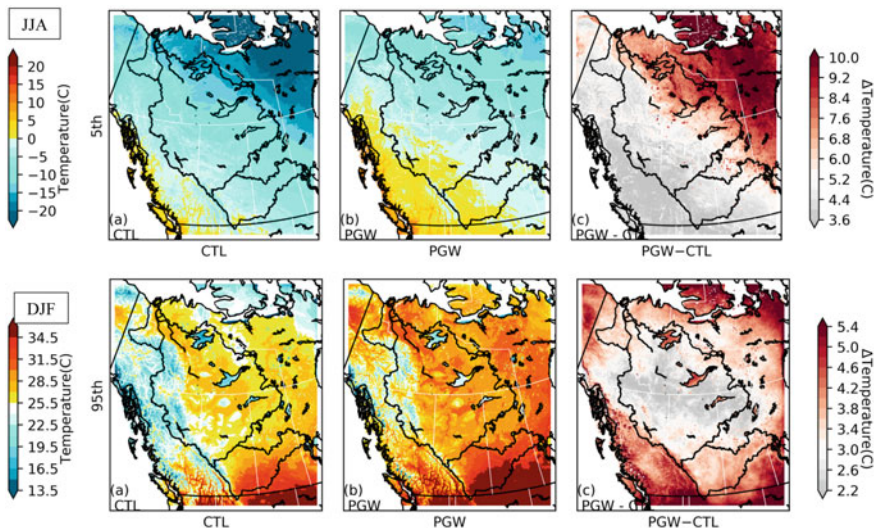 JJA
20
15
10
5
0
−5
−10
−15
−20
Temperature(C)
5th
(a)
CTL
CTL
(b)
PGW
PGW
(c)
PGW - CTL
PGW−CTL
10.0
9.2
8.4
7.6
6.8
6.0
5.2
4.4
3.6
ΔTemperature(C)
DJF
34.5
31.5
28.5
25.5
22.5
19.5
16.5
13.5
Temperature(C)
95th
(a)
CTL
CTL
(b)
PGW
PGW
(c)
PGW - CTL
PGW−CTL
5.4
5.0
4.6
4.2
3.8
3.4
3.0
2.6
2.2
ΔTemperature(C)